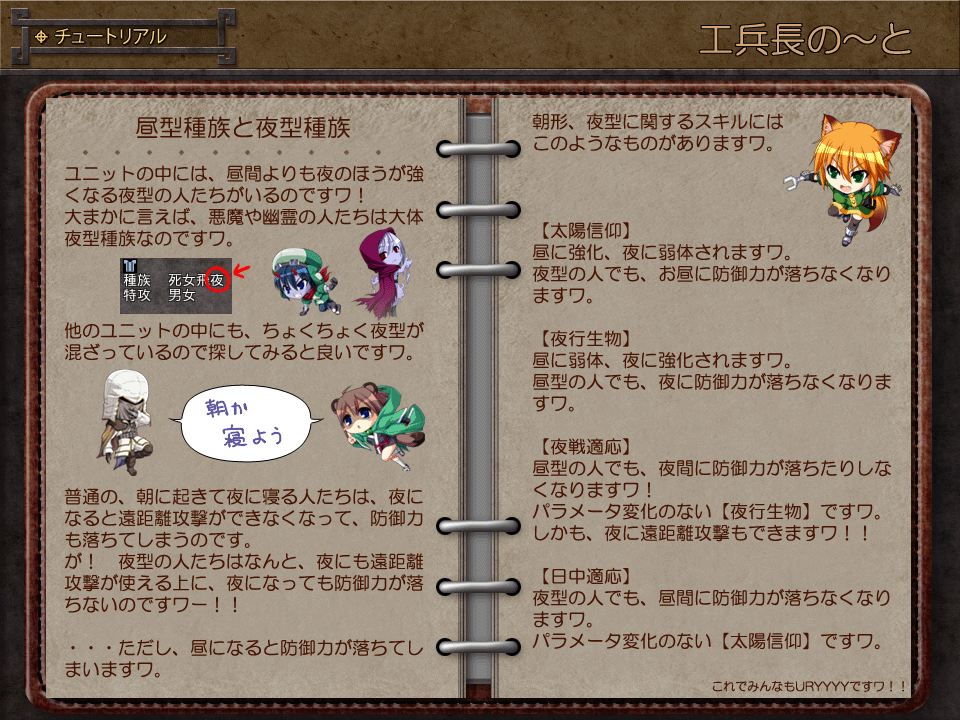 チュートリアル
工兵長の～と
昼型種族と夜型種族
ユニットの中には、昼間よりも夜のほうが強
くなる夜型の人たちがいるのですワ！
大まかに言えば、悪魔や幽霊の人たちは大体
夜型種族なのですワ。
種族 死女飛夜
特攻 男女
他のユニットの中にも、ちょくちょく夜型が
混ざっているので探してみると良いですワ。
朝か
寝よう
普通の、朝に起きて夜に寝る人たちは、夜に
なると遠距離攻撃ができなくなって、防御力
も落ちてしまうのです。
が！　夜型の人たちはなんと、夜にも遠距離
攻撃が使える上に、夜になっても防御力が落
ちないのですワー！！
・・・ただし、昼になると防御力が落ちてし
まいますワ。
朝形、夜型に関するスキルには
このようなものがありますワ。
【太陽信仰】
昼に強化、夜に弱体されますワ。
夜型の人でも、お昼に防御力が落ちなくなり
ますワ。
【夜行生物】
昼に弱体、夜に強化されますワ。
昼型の人でも、夜に防御力が落ちなくなりま
すワ。
【夜戦適応】
昼型の人でも、夜間に防御力が落ちたりしな
くなりますワ！
パラメータ変化のない【夜行生物】ですワ。
しかも、夜に遠距離攻撃もできますワ！！
【日中適応】
夜型の人でも、昼間に防御力が落ちなくなり
ますワ。
パラメータ変化のない【太陽信仰】ですワ。
これでみんなもURYYYYですワ！！